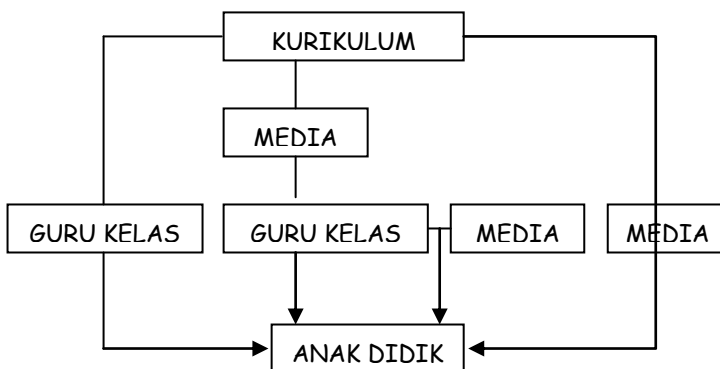 KURIKULUM
MEDIA
GURU KELAS
GURU KELAS
MEDIA
MEDIA
ANAK DIDIK